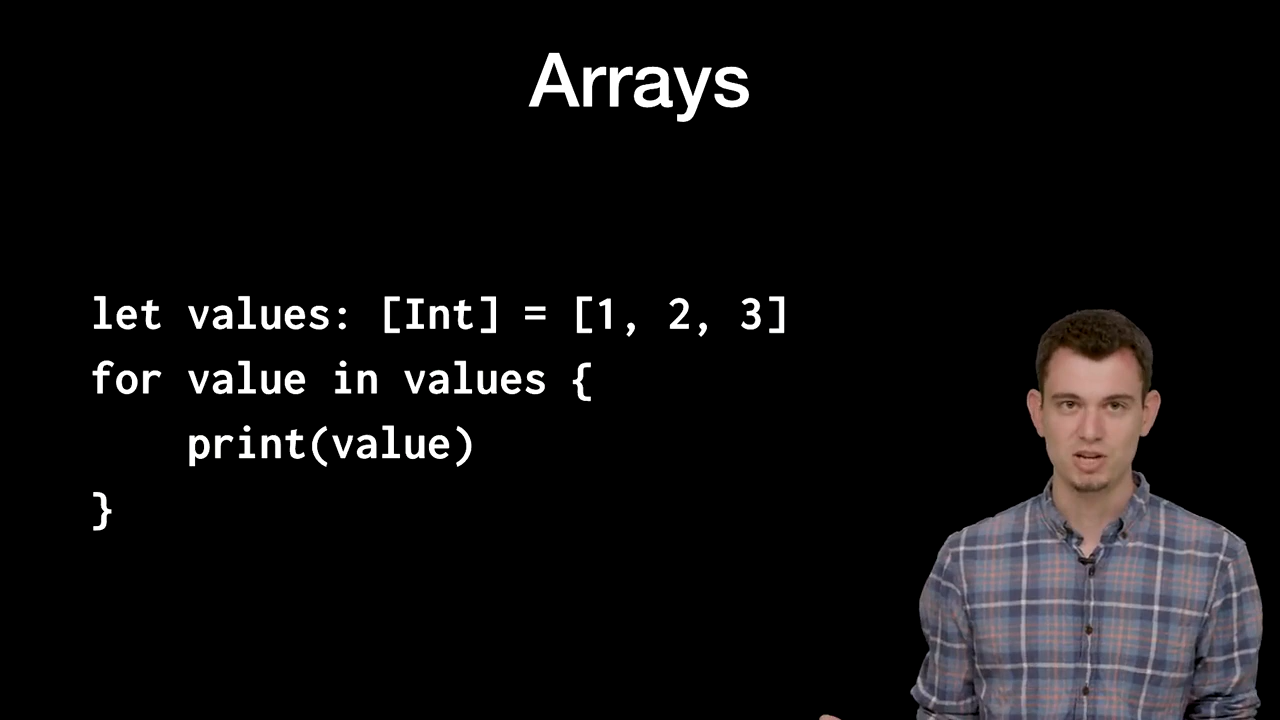 Arrays
let values: [Int] = [1, 2, 3]
for value in values {
    print(value)
}